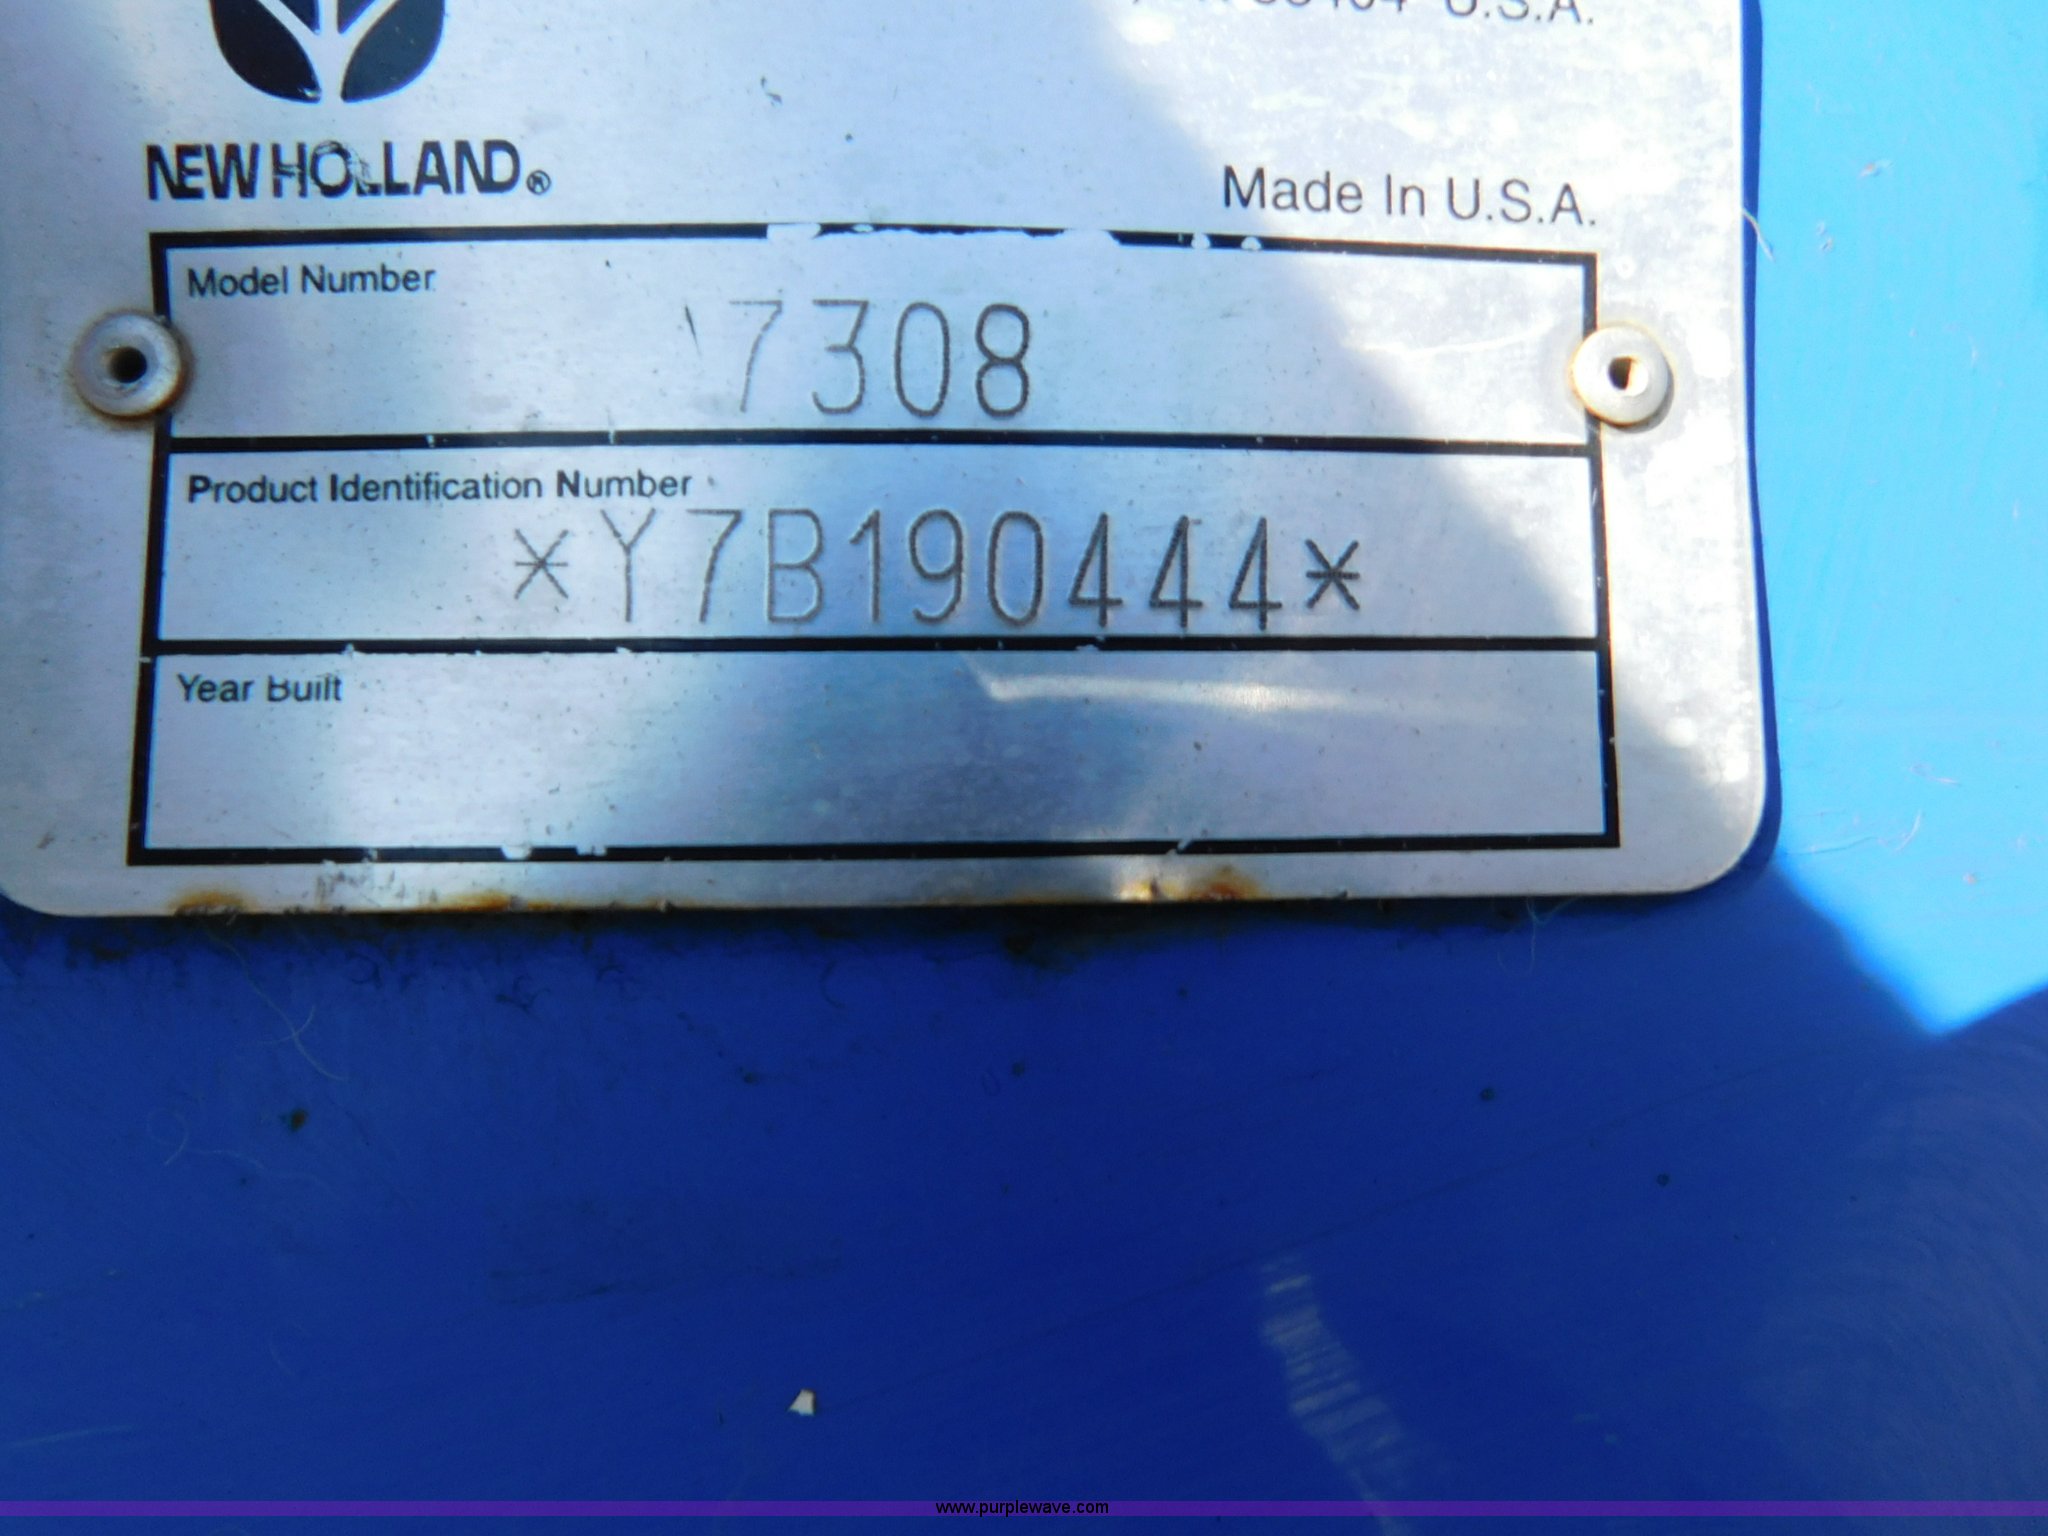 U.S.A.
NEW HOLLAND®
Made In U.S.A.
Model Number
7308
Product Identification Number
*Y7B190444*
Year Built
www.purplewave.com